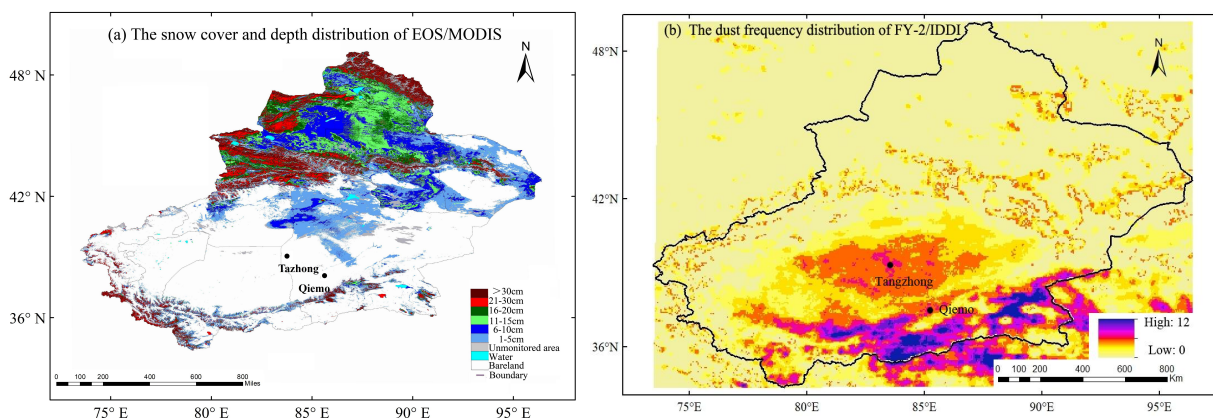 (a) The snow cover and depth distribution of EOS/MODIS
N
48° N
42° N
36° N
Tazhong
Qiemo
>30cm
21-30cm
16-20cm
11-15cm
6-10cm
1-5cm
Unmonitored area
Water
Bareland
Boundary
0 200 400 600 800
Miles
75° E 80° E 85° E 90° E 95° E
(b) The dust frequency distribution of FY-2/IDDI
N
48°N
42°N
36°N
Tangzhong
Qiemo
High: 12
Low: 0
0 100 200 400 600 800
Km
75°E 80°E 85°E 90°E 95°E